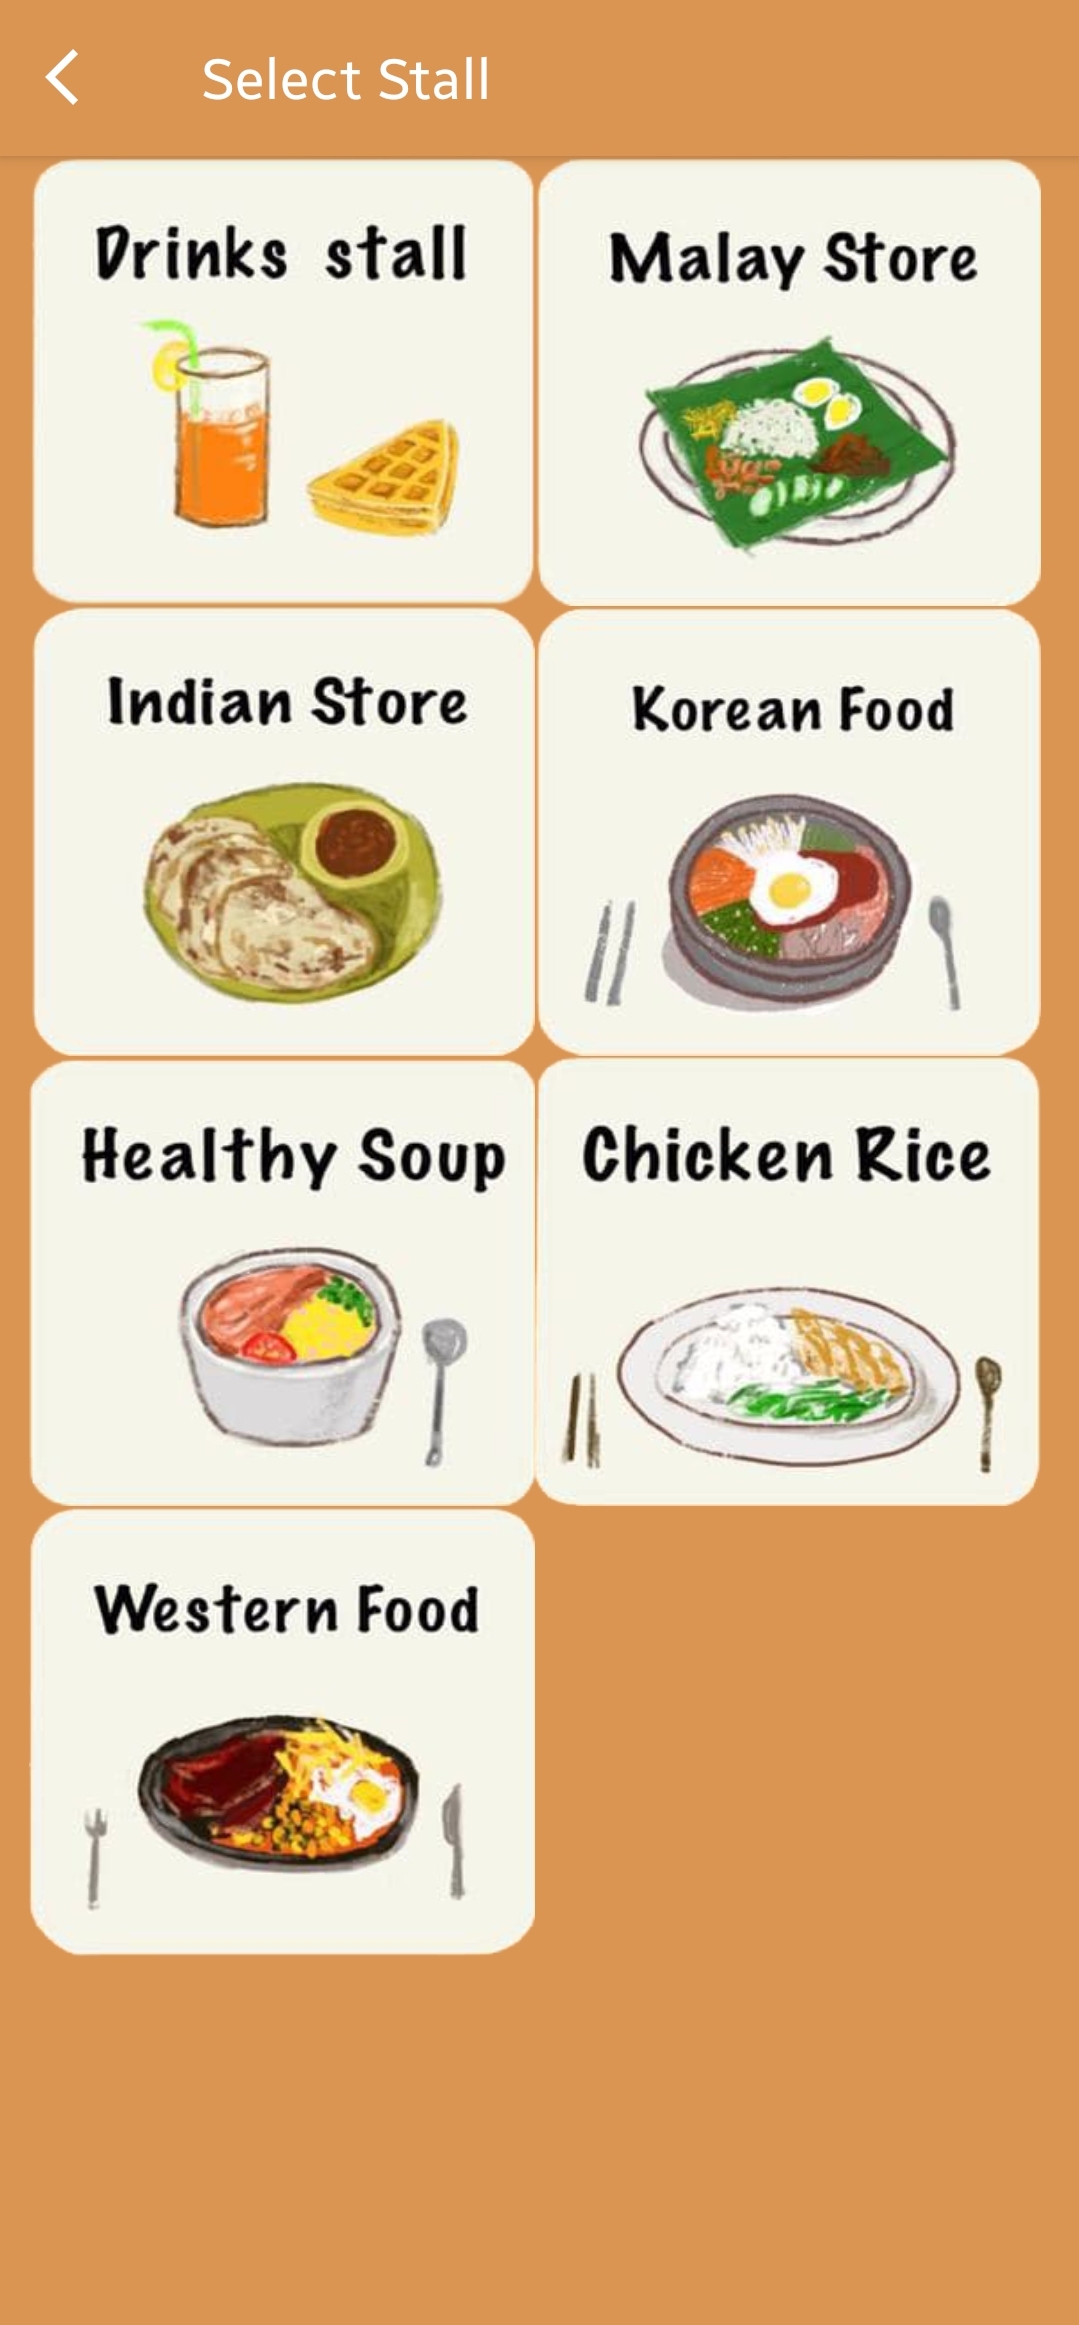 Select Stall
Drinks stall
Malay Store
Indian Store
Korean Food
Healthy Soup
Chicken Rice
Western Food